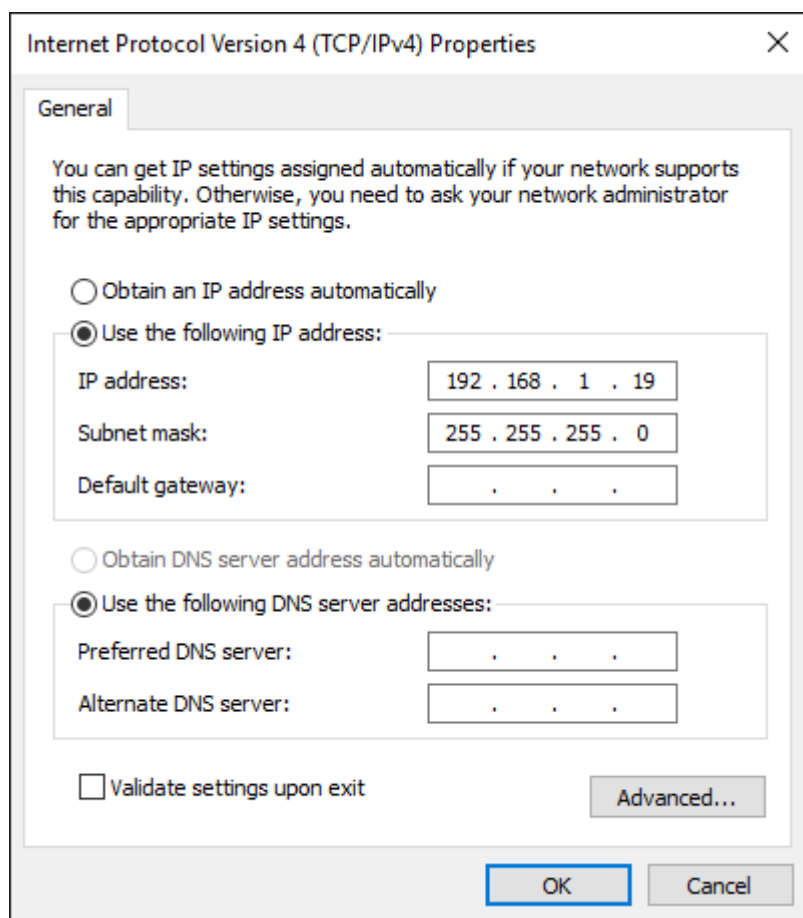 Internet Protocol Version 4 (TCP/IPv4) Properties
General
You can get IP settings assigned automatically if your network supports
this capability. Otherwise, you need to ask your network administrator
for the appropriate IP settings.
Obtain an IP address automatically
Use the following IP address:
IP address: 192 . 168 . 1 . 19
Subnet mask: 255 . 255 . 255 . 0
Default gateway: . . .
Obtain DNS server address automatically
Use the following DNS server addresses:
Preferred DNS server: . . .
Alternate DNS server: . . .
Validate settings upon exit
Advanced...
OK Cancel